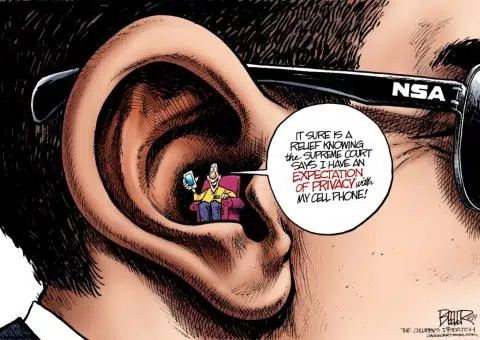 NSA
IT SURE IS A
RELIEF KNOWING
the SUPREME COURT
SAYS I HAVE AN
EXPECTATION
OF PRIVACY with
MY CELL PHONE!
BEELER
THE COLUMBUS DISPATCH